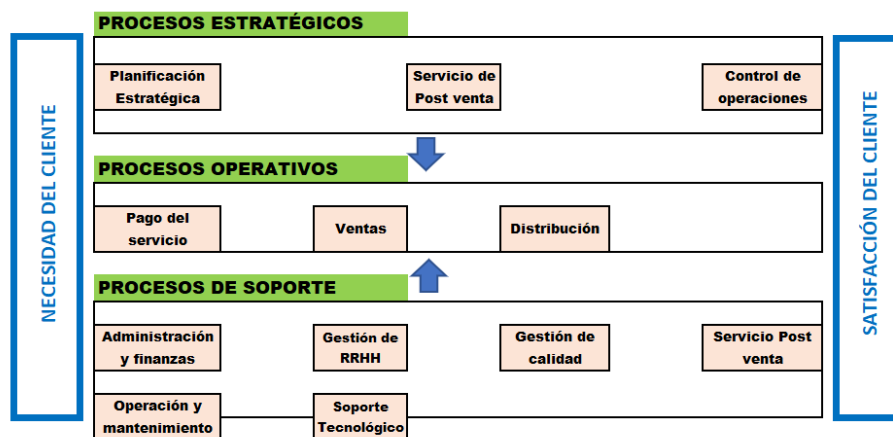 NECESIDAD DEL CLIENTE
PROCESOS ESTRATÉGICOS
Planificación
Estratégica
Servicio de
Post venta
Control de
operaciones
PROCESOS OPERATIVOS
Pago del
servicio
Ventas
Distribución
PROCESOS DE SOPORTE
Administración
y finanzas
Gestión de
RRHH
Gestión de
calidad
Servicio Post
venta
Operación y
mantenimiento
Soporte
Tecnológico
SATISFACCIÓN DEL CLIENTE